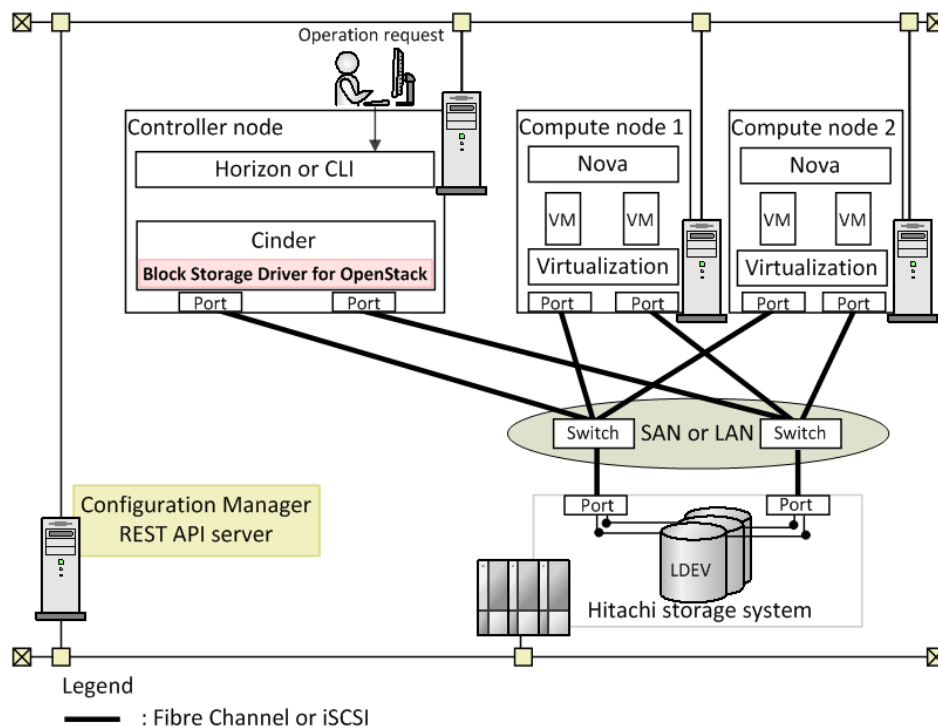 Operation request
Controller node
Horizon or CLI
Cinder
Block Storage Driver for OpenStack
Port
Port
Compute node 1
Nova
VM
VM
Virtualization
Port
Port
Compute node 2
Nova
VM
VM
Virtualization
Port
Port
Switch
SAN or LAN
Switch
Configuration Manager
REST API server
Port
Port
LDEV
Hitachi storage system
Legend
: Fibre Channel or iSCSI